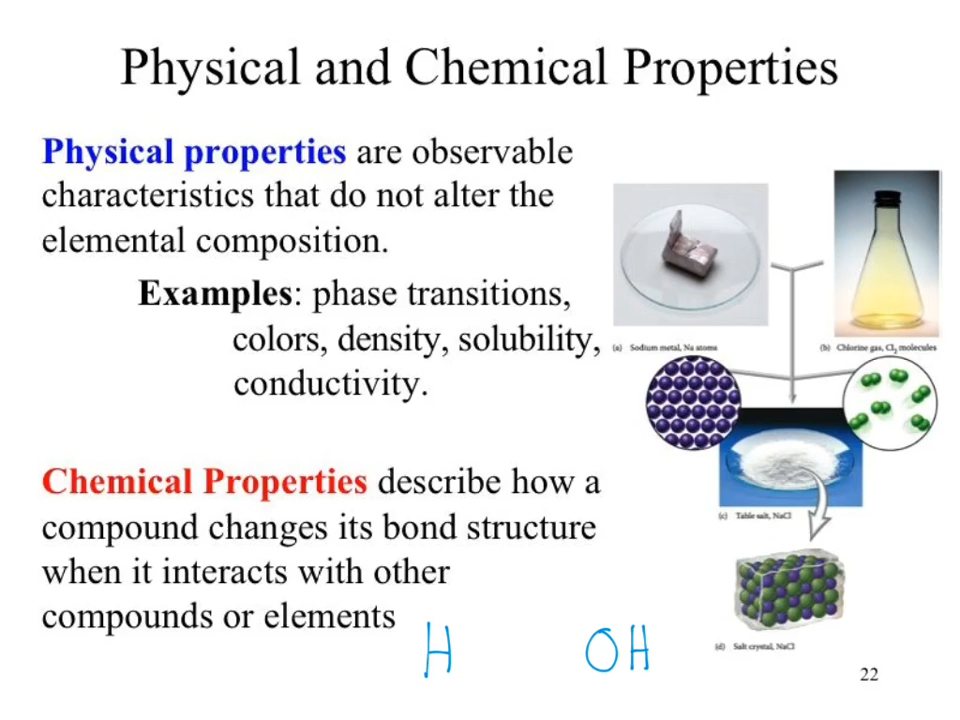 Physical and Chemical Properties
Physical properties are observable
characteristics that do not alter the
elemental composition.
Examples: phase transitions,
colors, density, solubility,
conductivity.
(a) Sodium metal, Na atoms
(b) Chlorine gas, Cl₂ molecules
(c) Table salt, NaCl
Chemical Properties describe how a
compound changes its bond structure
when it interacts with other
compounds or elements
H OH
(d) Salt crystal, NaCl
22